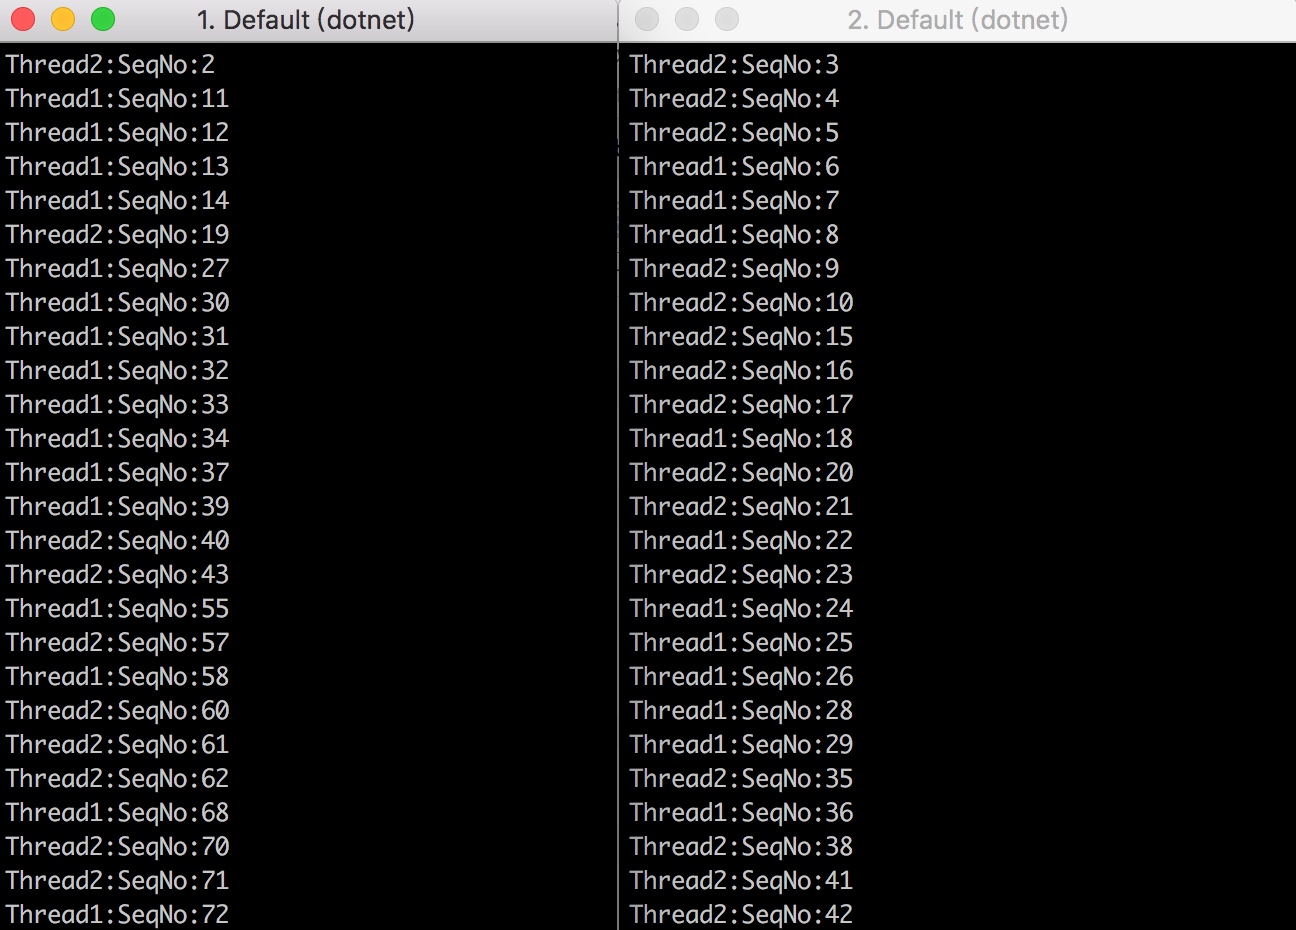 1. Default (dotnet)
Thread2:SeqNo:2
Thread1:SeqNo:11
Thread1:SeqNo:12
Thread1:SeqNo:13
Thread1:SeqNo:14
Thread2:SeqNo:19
Thread1:SeqNo:27
Thread1:SeqNo:30
Thread1:SeqNo:31
Thread1:SeqNo:32
Thread1:SeqNo:33
Thread1:SeqNo:34
Thread1:SeqNo:37
Thread1:SeqNo:39
Thread2:SeqNo:40
Thread2:SeqNo:43
Thread1:SeqNo:55
Thread2:SeqNo:57
Thread1:SeqNo:58
Thread2:SeqNo:60
Thread2:SeqNo:61
Thread2:SeqNo:62
Thread1:SeqNo:68
Thread2:SeqNo:70
Thread2:SeqNo:71
Thread1:SeqNo:72
2. Default (dotnet)
Thread2:SeqNo:3
Thread2:SeqNo:4
Thread2:SeqNo:5
Thread1:SeqNo:6
Thread1:SeqNo:7
Thread1:SeqNo:8
Thread2:SeqNo:9
Thread2:SeqNo:10
Thread2:SeqNo:15
Thread2:SeqNo:16
Thread2:SeqNo:17
Thread1:SeqNo:18
Thread2:SeqNo:20
Thread2:SeqNo:21
Thread1:SeqNo:22
Thread2:SeqNo:23
Thread1:SeqNo:24
Thread1:SeqNo:25
Thread1:SeqNo:26
Thread1:SeqNo:28
Thread1:SeqNo:29
Thread2:SeqNo:35
Thread1:SeqNo:36
Thread2:SeqNo:38
Thread2:SeqNo:41
Thread2:SeqNo:42